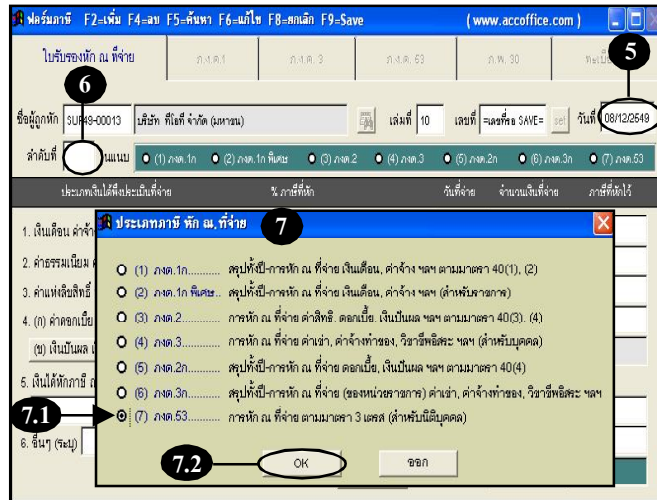 ฟอร์มภาษี F2=เพิ่ม F4=ลบ F5=ค้นหา F6=แก้ไข F8=ยกเลิก F9=Save (www.accoffice.com)
ใบรับรองหัก ณ ที่จ่าย ภ.ง.ด.1 ภ.ง.ด. 3 ภ.ง.ด. 53 ภ.พ. 30 ทะเบี
5
6
ชื่อผู้ถูกหัก SUP49-00013 บริษัท ทีโอที จำกัด (มหาชน) เล่มที่ 10 เลขที่ =เลขที่รอ SAVE= set วันที่ 08/12/2549
ลำดับที่ ในแบบ (1) ภงด.1ก (2) ภงด.1ก พิเศษ (3) ภงด.2 (4) ภงด.3 (5) ภงด.2ก (6) ภงด.3ก (7) ภงด.53
ประเภทเงินได้พึงประเมินที่จ่าย % ภาษีที่หัก วันที่จ่าย จำนวนเงินที่จ่าย ภาษีที่หักไว้
ประเภทภาษี หัก ณ.ที่จ่าย 7
1. เงินเดือน ค่าจ้า
2. ค่าธรรมเนียม
3. ค่าแห่งลิขสิทธิ์
4. (ก) ค่าดอกเบี้ย
(ข) เงินปันผล
5. เงินได้หักภาษี ณ
6. อื่นๆ (ระบุ)
(1) ภงด.1ก.......... สรุปทั้งปี-การหัก ณ ที่จ่าย เงินเดือน, ค่าจ้าง ฯลฯ ตามมาตรา 40(1), (2)
(2) ภงด.1ก พิเศษ.. สรุปทั้งปี-การหัก ณ ที่จ่าย เงินเดือน, ค่าจ้าง ฯลฯ (สำหรับราชการ)
(3) ภงด.2........... การหัก ณ ที่จ่าย ค่าสิทธิ. ดอกเบี้ย. เงินปันผล ฯลฯ ตามมาตรา 40(3). (4)
(4) ภงด.3........... การหัก ณ ที่จ่าย ค่าเช่า, ค่าจ้างทำของ, วิชาชีพอิสระ ฯลฯ (สำหรับบุคคล)
(5) ภงด.2ก.......... สรุปทั้งปี-การหัก ณ ที่จ่าย ดอกเบี้ย, เงินปันผล ฯลฯ ตามมาตรา 40(4)
(6) ภงด.3ก.......... สรุปทั้งปี-การหัก ณ ที่จ่าย (ของหน่วยราชการ) ค่าเช่า, ค่าจ้างทำของ, วิชาชีพอิสระ ฯลฯ
7.1 (7) ภงด.53.......... การหัก ณ ที่จ่าย ตามมาตรา 3 เตรส (สำหรับนิติบุคคล)
7.2 OK ออก